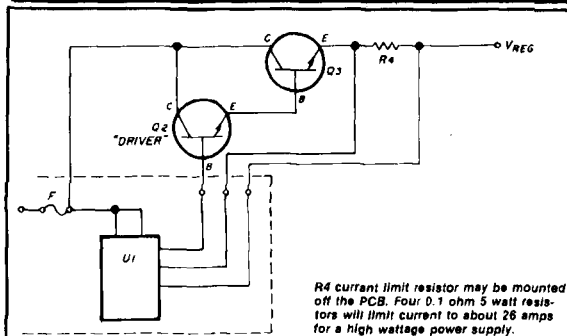 C
E
VREG
R4
Q3
B
C
E
Q2
"DRIVER"
B
F
U1
R4 currant limit resistor may be mounted
off the PCB. Four 0.1 ohm 5 watt resis-
tors will limit current to about 26 amps
for a high wattage power supply.